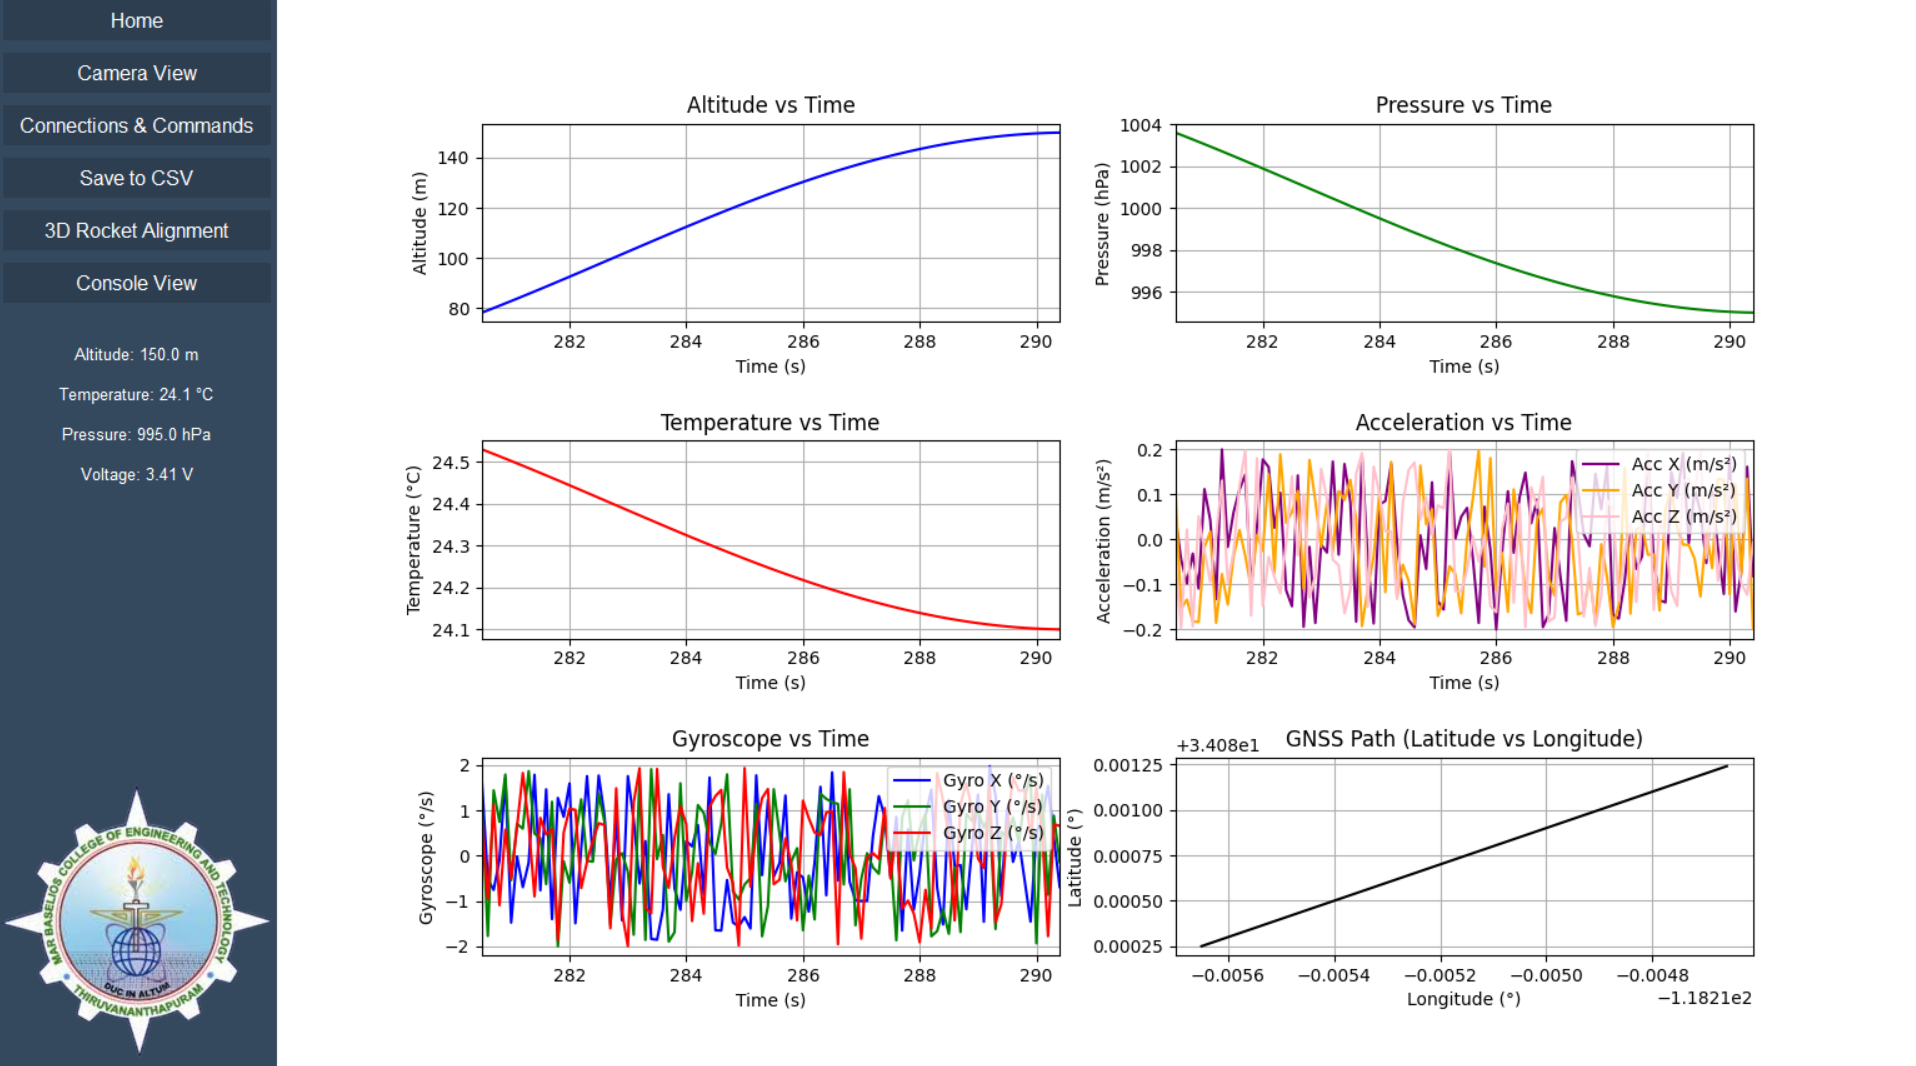 Home
Camera View
Connections & Commands
Save to CSV
3D Rocket Alignment
Console View
Altitude: 150.0 m
Temperature: 24.1 °C
Pressure: 995.0 hPa
Voltage: 3.41 V
MAR BASELIOS COLLEGE OF ENGINEERING AND TECHNOLOGY
DUC IN ALTUM
THIRUVANANTHAPURAM
Altitude vs Time
Altitude (m)
140
120
100
80
282 284 286 288 290
Time (s)
Pressure vs Time
Pressure (hPa)
1004
1002
1000
998
996
282 284 286 288 290
Time (s)
Temperature vs Time
Temperature (°C)
24.5
24.4
24.3
24.2
24.1
282 284 286 288 290
Time (s)
Acceleration vs Time
Acceleration (m/s²)
0.2
0.1
0.0
−0.1
−0.2
Acc X (m/s²)
Acc Y (m/s²)
Acc Z (m/s²)
282 284 286 288 290
Time (s)
Gyroscope vs Time
Gyroscope (°/s)
2
1
0
−1
−2
Gyro X (°/s)
Gyro Y (°/s)
Gyro Z (°/s)
282 284 286 288 290
Time (s)
GNSS Path (Latitude vs Longitude)
+3.408e1
Latitude (°)
0.00125
0.00100
0.00075
0.00050
0.00025
−0.0056 −0.0054 −0.0052 −0.0050 −0.0048
Longitude (°)
−1.1821e2